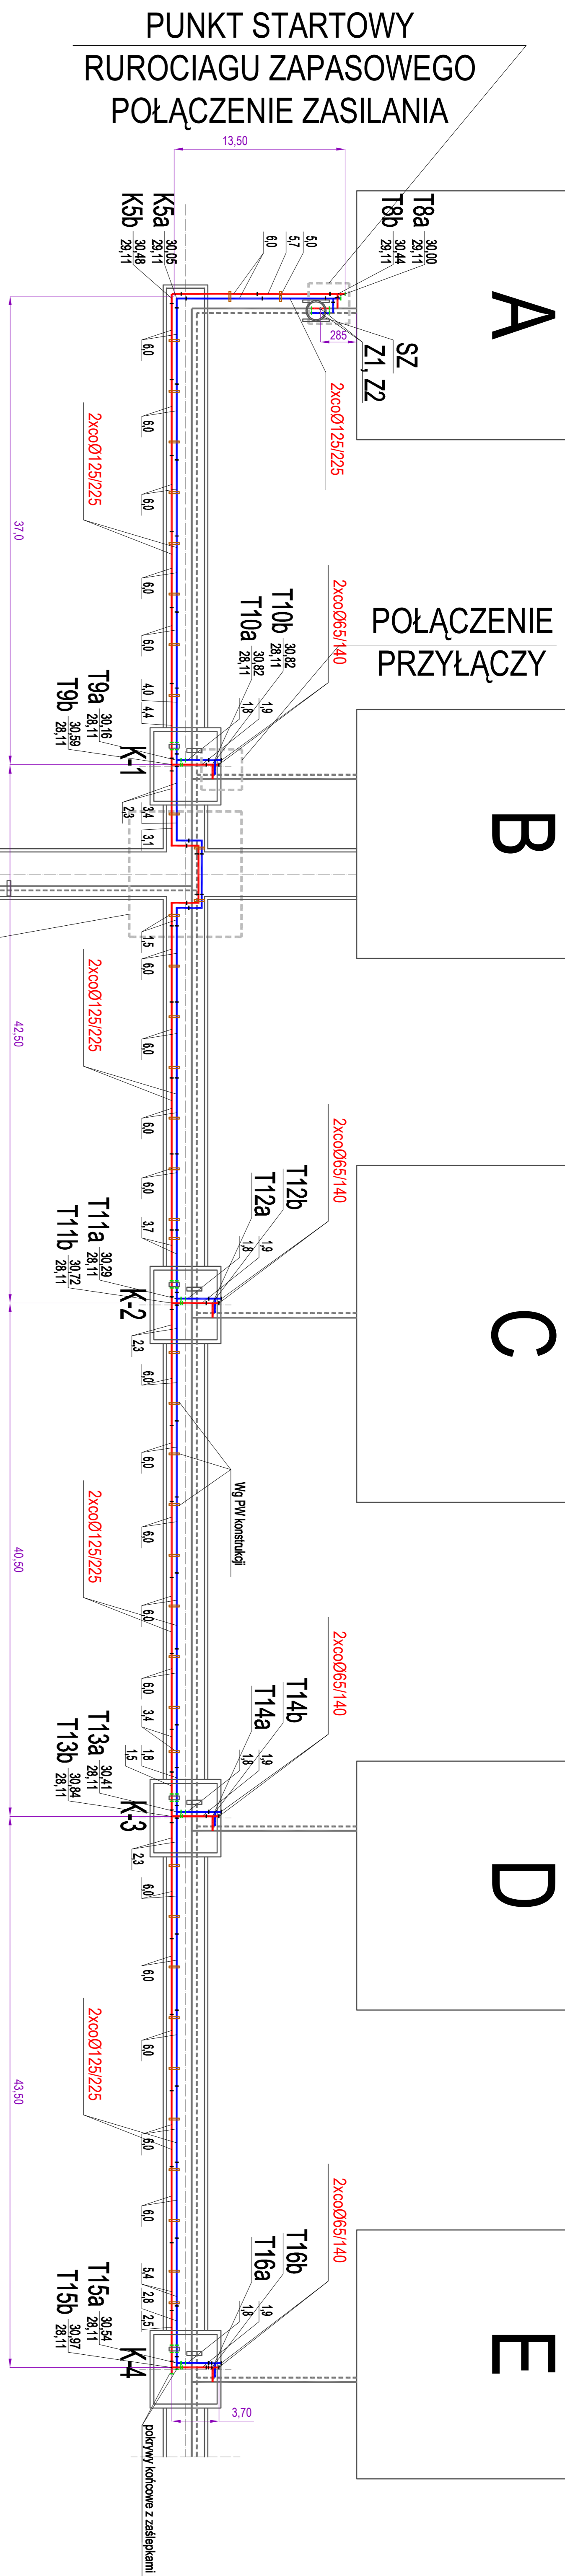 PUNKT STARTOWY
RUROCIAGU ZAPASOWEGO
POŁĄCZENIE ZASILANIA
13,50
A
T8a 30,00
29,11
T8b 30,44
29,11
K5a 30,05
29,11
K5b 30,48
29,11
6,0
5,7
5,0
SZ
Z1, Z2
285
2xcoØ125/225
6,0
6,0
6,0
6,0
6,0
4,0
4,4
2xcoØ125/225
37,0
2xcoØ65/140
POŁĄCZENIE
PRZYŁĄCZY
B
T10b 30,82
28,11
T10a 30,82
28,11
1,8
1,9
T9a 30,16
28,11
T9b 30,59
28,11
K-1
2,3
3,4
3,1
1,5
6,0
6,0
6,0
6,0
3,7
2xcoØ125/225
42,50
2xcoØ65/140
C
T12b
T12a
1,8
1,9
T11a 30,29
28,11
T11b 30,72
28,11
K-2
2,3
6,0
6,0
6,0
6,0
6,0
3,4
1,8
1,5
Wg PW konstrukcji
2xcoØ125/225
40,50
2xcoØ65/140
D
T14b
T14a
1,8
1,9
T13a 30,41
28,11
T13b 30,84
28,11
K-3
2,3
6,0
6,0
6,0
6,0
6,0
5,4
2,8
2,5
2xcoØ125/225
43,50
2xcoØ65/140
E
T16b
T16a
1,8
1,9
T15a 30,54
28,11
T15b 30,97
28,11
K-4
3,70
pokrywy końcowe z zaślepkami